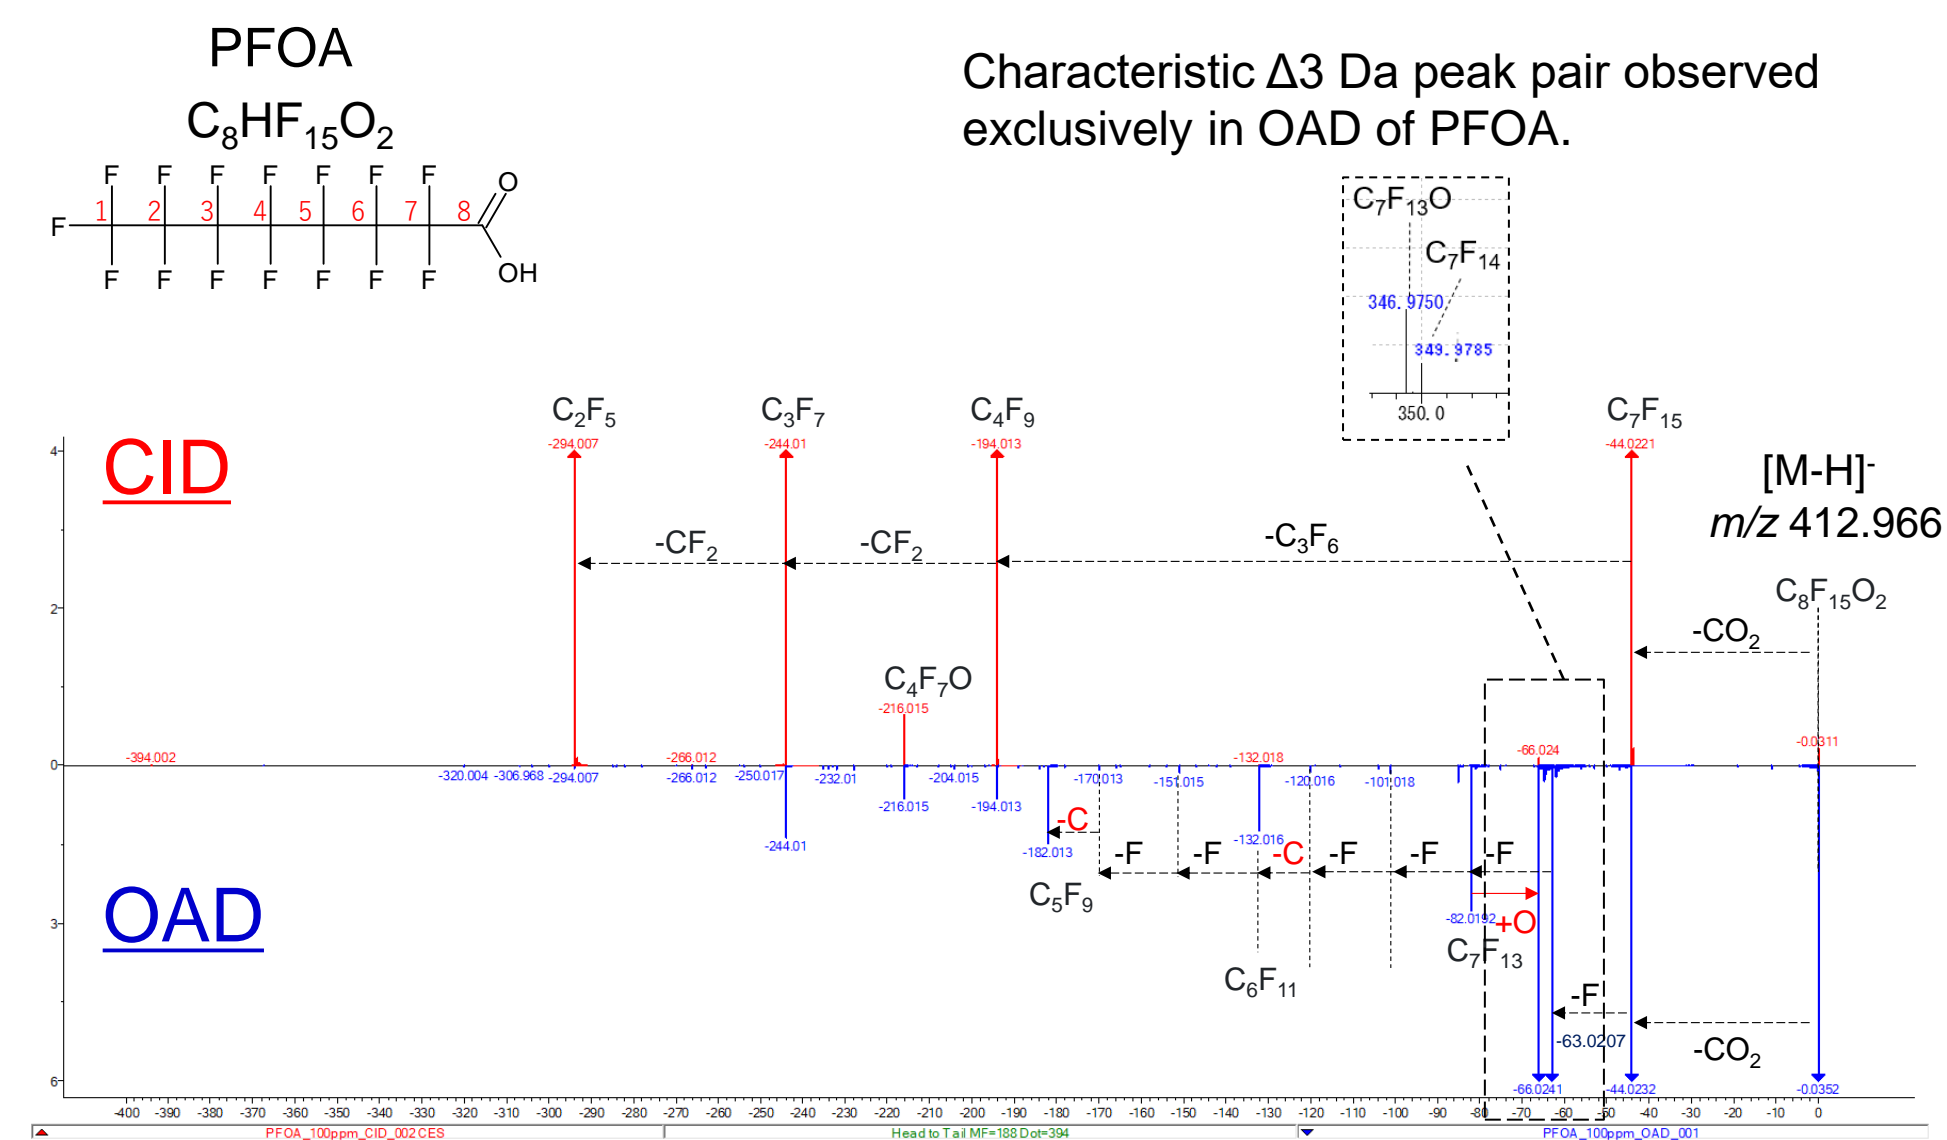 PFOA
C8HF15O2
F F F F F F F O
F 1 2 3 4 5 6 7 8
F F F F F F F OH
Characteristic Δ3 Da peak pair observed
exclusively in OAD of PFOA.
C7F13O
C7F14
346.9750
349.9785
350.0
C2F5
C3F7
C4F9
C7F15
-294.007
-244.01
-194.013
-44.0221
CID
[M-H]-
m/z 412.966
-CF2
-CF2
-C3F6
C8F15O2
-CO2
C4F7O
-216.015
-394.002
-266.012
-132.018
-66.024
-0.0311
4
2
0
3
6
-320.004
-306.968
-294.007
-266.012
-250.017
-232.01
-204.015
-170.013
-151.015
-120.016
-101.018
-216.015
-194.013
-244.01
-182.013
-132.016
-C
-F
-F
-C
-F
-F
-F
C5F9
+O
-82.0192
C7F13
C6F11
OAD
-F
-63.0207
-CO2
-66.0241
-44.0232
-0.0352
-400 -390 -380 -370 -360 -350 -340 -330 -320 -310 -300 -290 -280 -270 -260 -250 -240 -230 -220 -210 -200 -190 -180 -170 -160 -150 -140 -130 -120 -110 -100 -90 -80 -70 -60 -50 -40 -30 -20 -10 0
PFOA_100ppm_CID_002 CES
Head to Tail MF=188 Dot=394
PFOA_100ppm_OAD_001